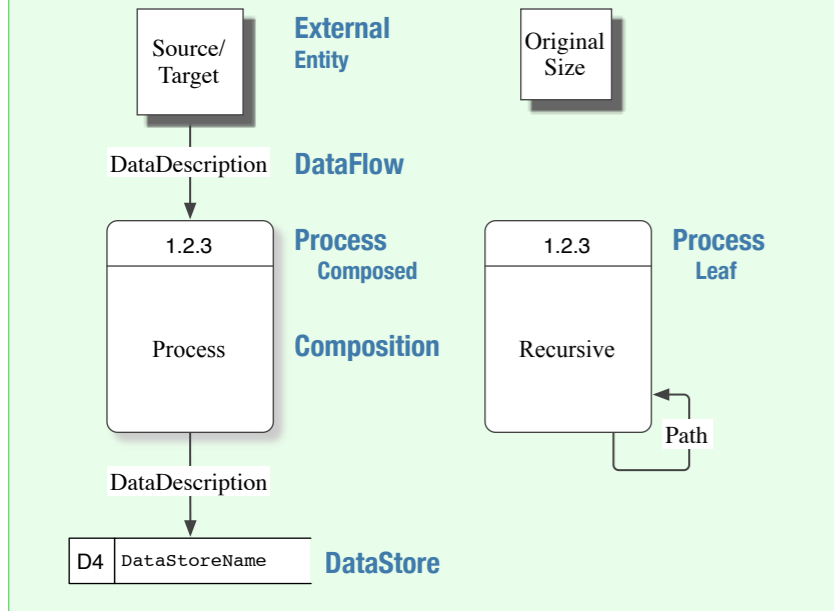 Source/
Target
External
Entity
Original
Size
DataDescription
DataFlow
1.2.3
Process
Composed
Process
Composition
1.2.3
Process
Leaf
Recursive
Path
DataDescription
D4
DataStoreName
DataStore